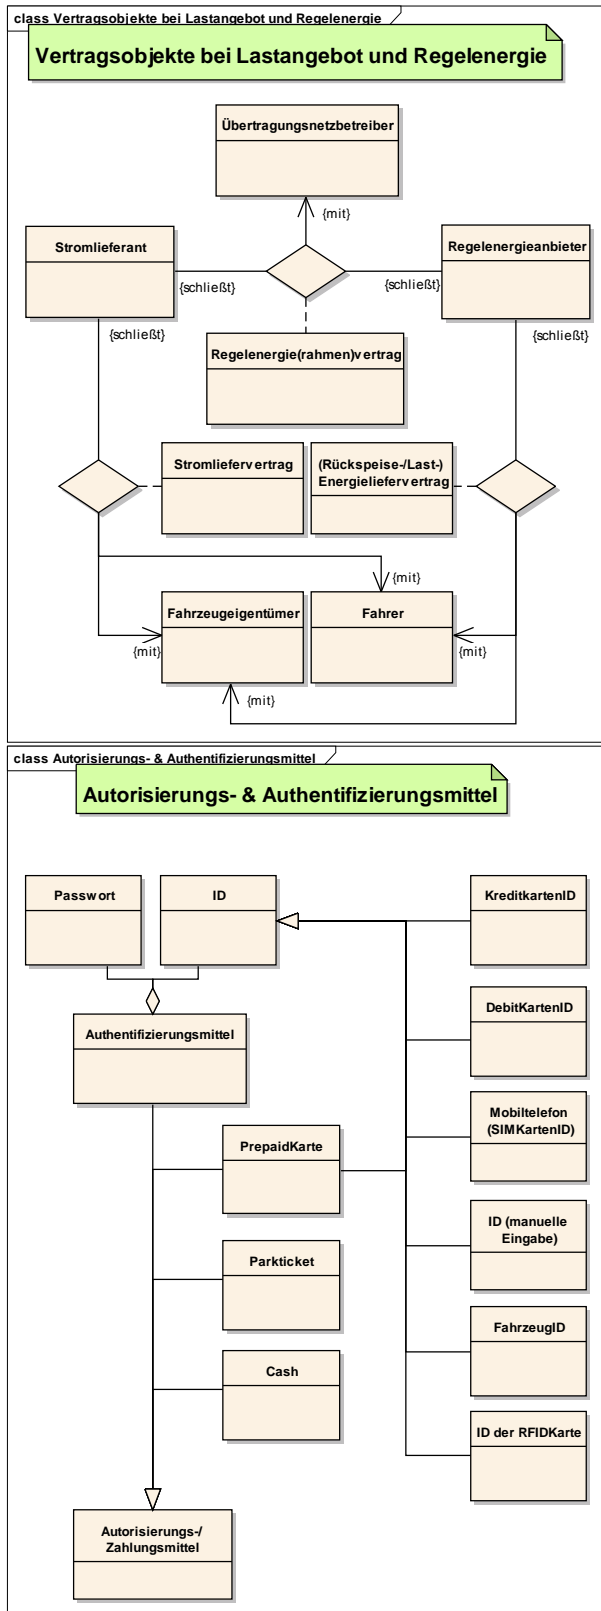 class Vertragsobjekte bei Lastangebot und Regelenergie
Vertragsobjekte bei Lastangebot und Regelenergie
Übertragungsnetzbetreiber
{mit}
Stromlieferant
Regelenergieanbieter
{schließt}
{schließt}
{schließt}
{schließt}
Regelenergie(rahmen)vertrag
Stromliefervertrag
(Rückspeise-/Last-)
Energieliefervertrag
{mit}
Fahrzeugeigentümer
Fahrer
{mit}
{mit}
{mit}
class Autorisierungs- & Authentifizierungsmittel
Autorisierungs- & Authentifizierungsmittel
Passwort
ID
KreditkartenID
DebitKartenID
Authentifizierungsmittel
Mobiltelefon
(SIMKartenID)
PrepaidKarte
ID (manuelle
Eingabe)
Parkticket
FahrzeugID
Cash
ID der RFIDKarte
Autorisierungs-/
Zahlungsmittel